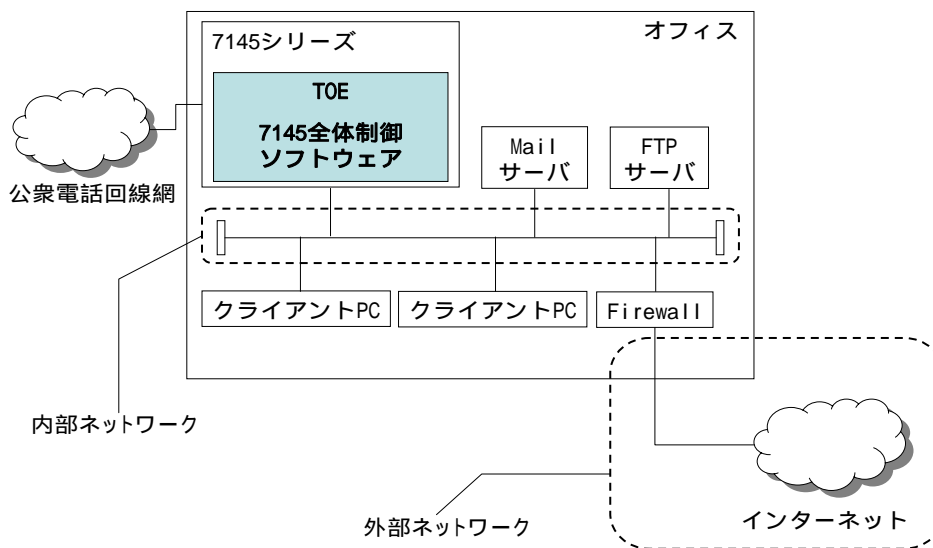 オフィス
7145シリーズ
TOE
7145全体制御
ソフトウェア
Mail
サーバ
FTP
サーバ
公衆電話回線網
クライアントPC
クライアントPC
Firewall
内部ネットワーク
外部ネットワーク
インターネット